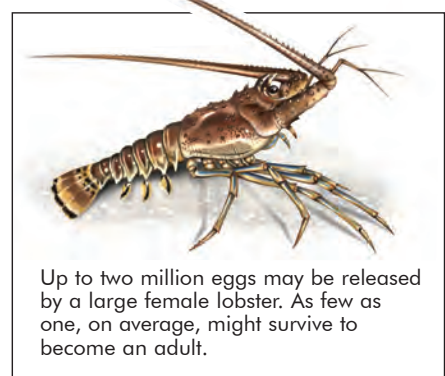 Up to two million eggs may be released
by a large female lobster. As few as
one, on average, might survive to
become an adult.